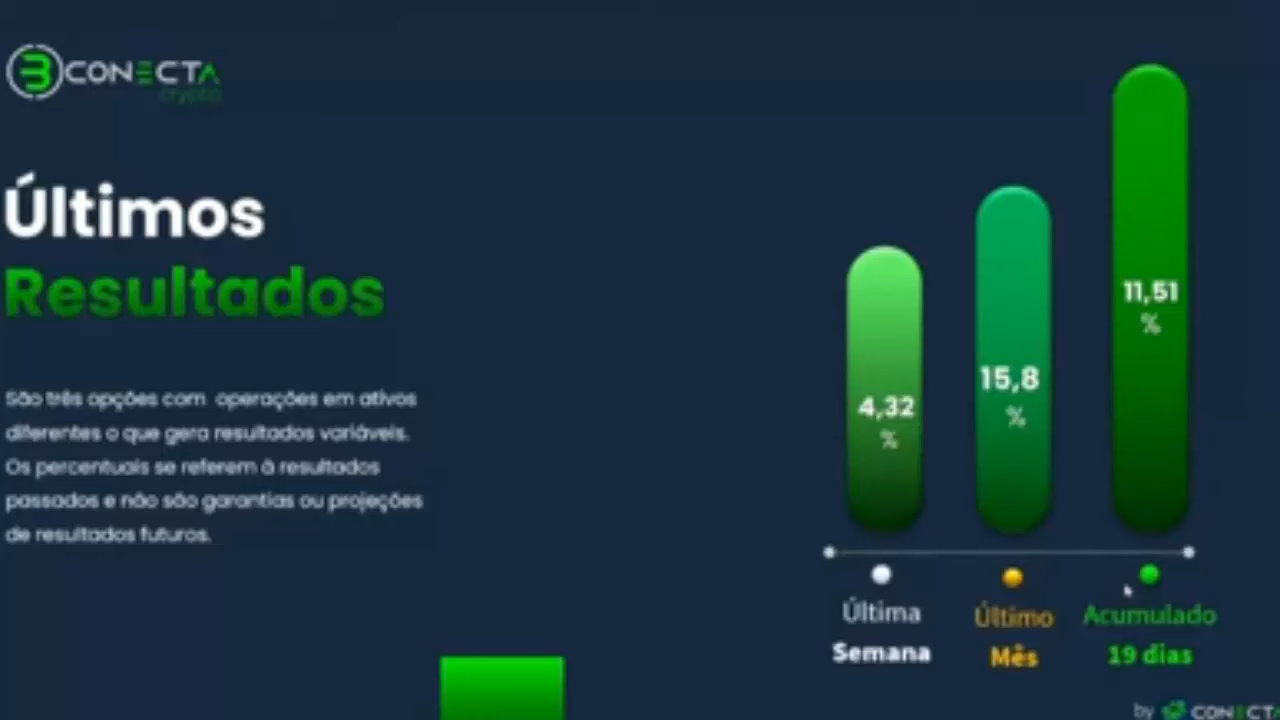 B CONECTA
crypto
Últimos
Resultados
São três opções com operações em ativos
diferentes o que gera resultados variáveis.
Os percentuais se referem à resultados
passados e não são garantias ou projeções
de resultados futuros.
4,32
%
15,8
%
11,51
%
Última
Semana
Último
Mês
Acumulado
19 dias
by CONECTA